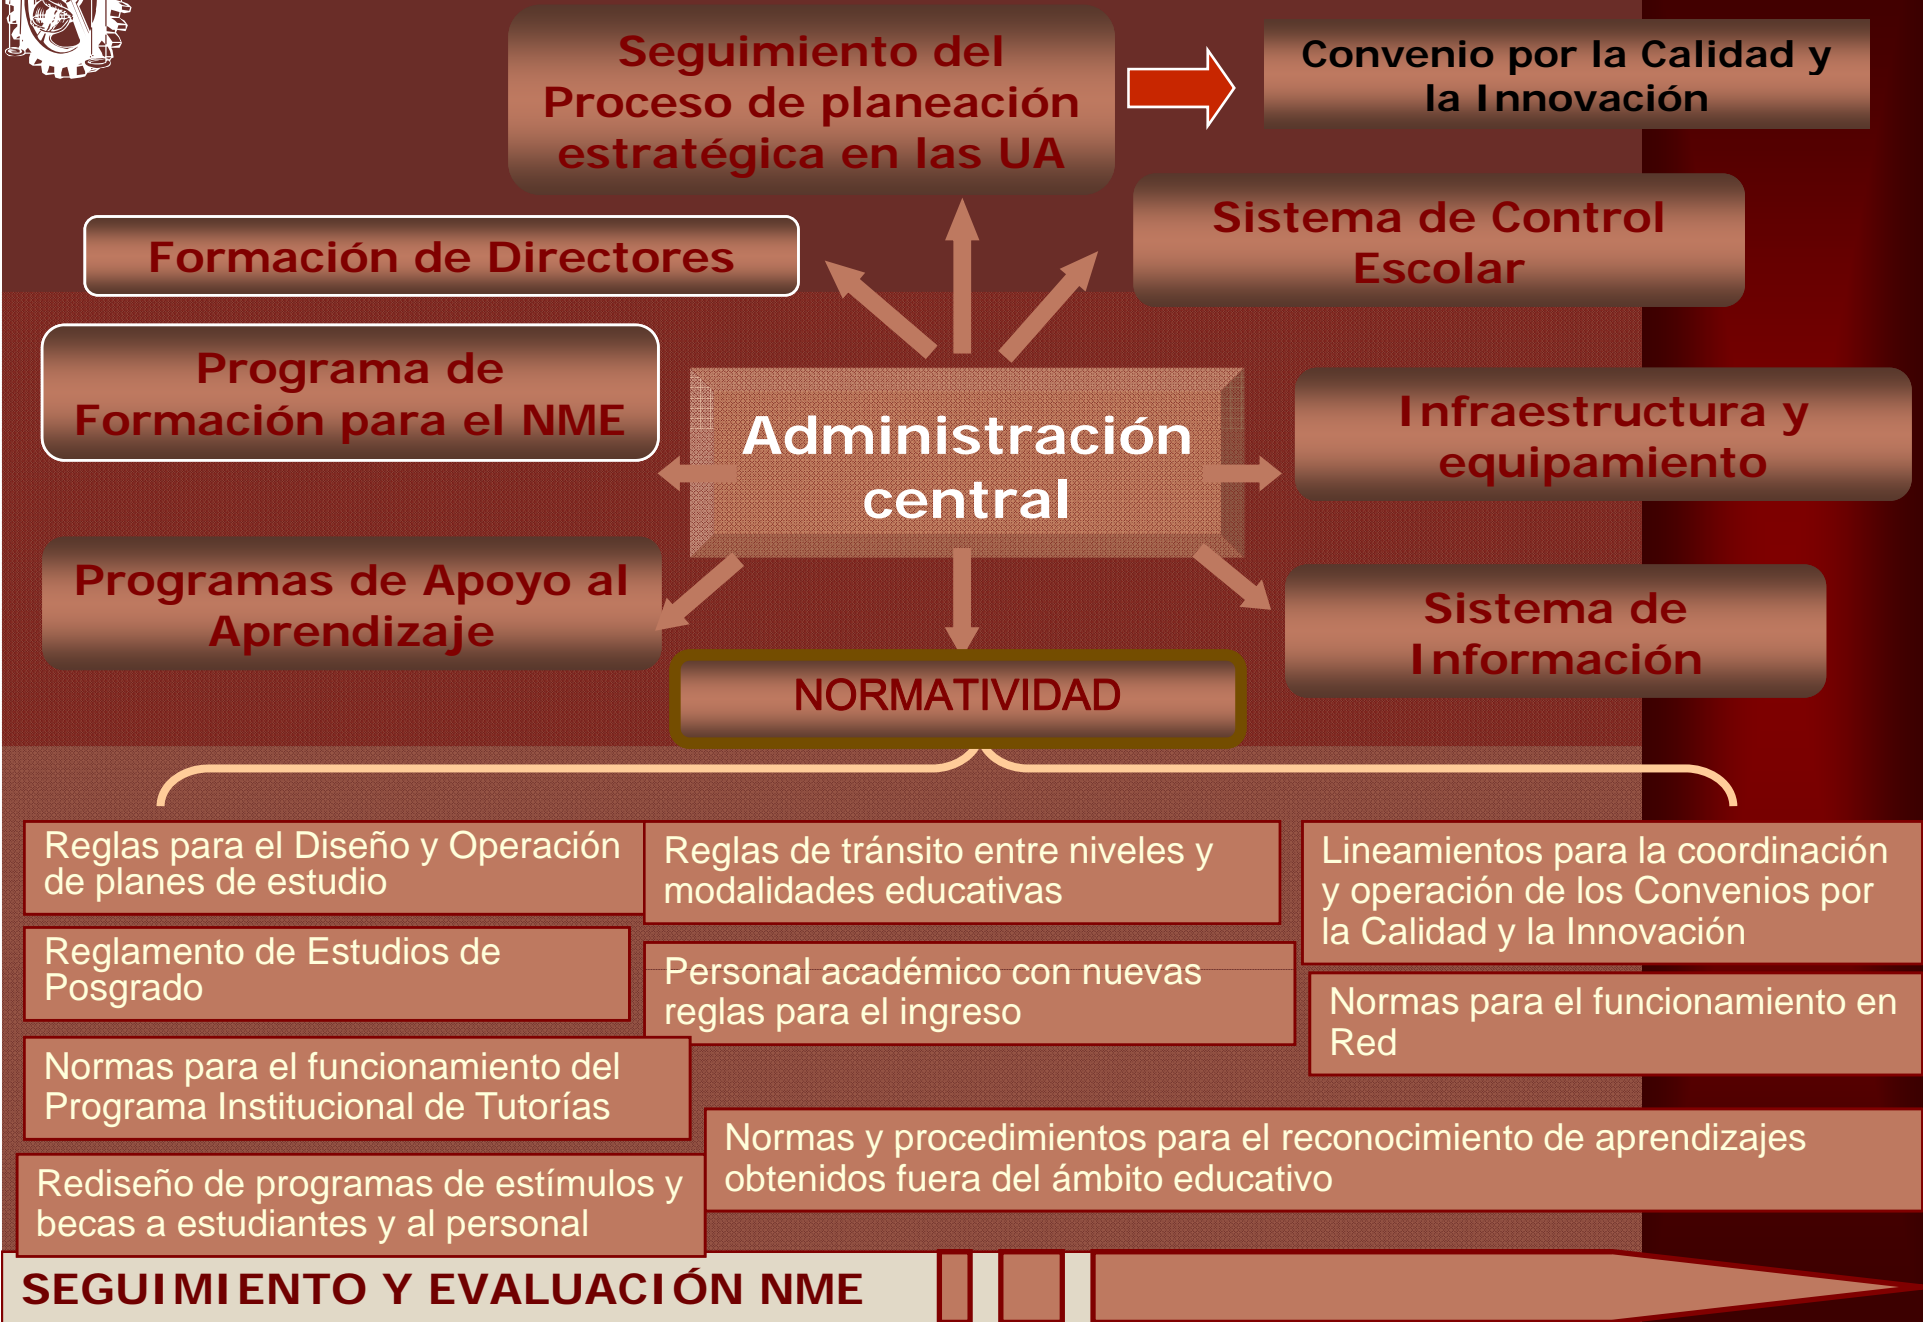 Seguimiento del
Proceso de planeación
estratégica en las UA
Convenio por la Calidad y
la Innovación
Formación de Directores
Sistema de Control
Escolar
Programa de
Formación para el NME
Administración
central
Infraestructura y
equipamiento
Programas de Apoyo al
Aprendizaje
Sistema de
Información
NORMATIVIDAD
Reglas para el Diseño y Operación
de planes de estudio
Reglas de tránsito entre niveles y
modalidades educativas
Lineamientos para la coordinación
y operación de los Convenios por
la Calidad y la Innovación
Reglamento de Estudios de
Posgrado
Personal académico con nuevas
reglas para el ingreso
Normas para el funcionamiento en
Red
Normas para el funcionamiento del
Programa Institucional de Tutorías
Normas y procedimientos para el reconocimiento de aprendizajes
obtenidos fuera del ámbito educativo
Rediseño de programas de estímulos y
becas a estudiantes y al personal
SEGUIMIENTO Y EVALUACIÓN NME